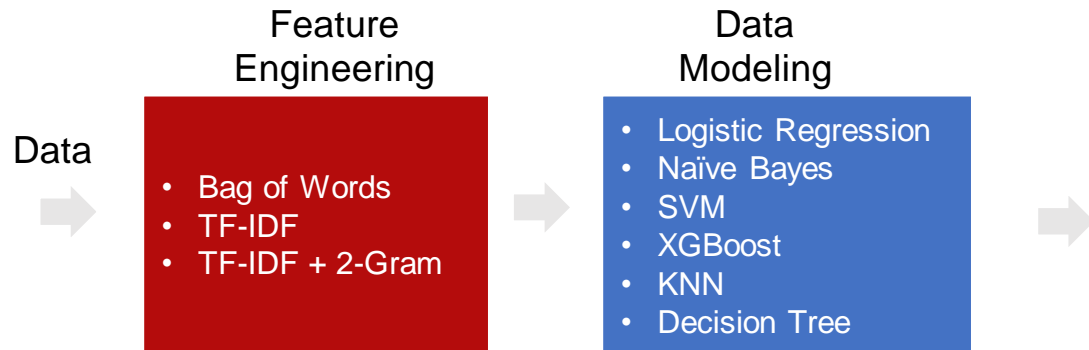 Data
Feature
Engineering
• Bag of Words
• TF-IDF
• TF-IDF + 2-Gram
Data
Modeling
• Logistic Regression
• Naïve Bayes
• SVM
• XGBoost
• KNN
• Decision Tree